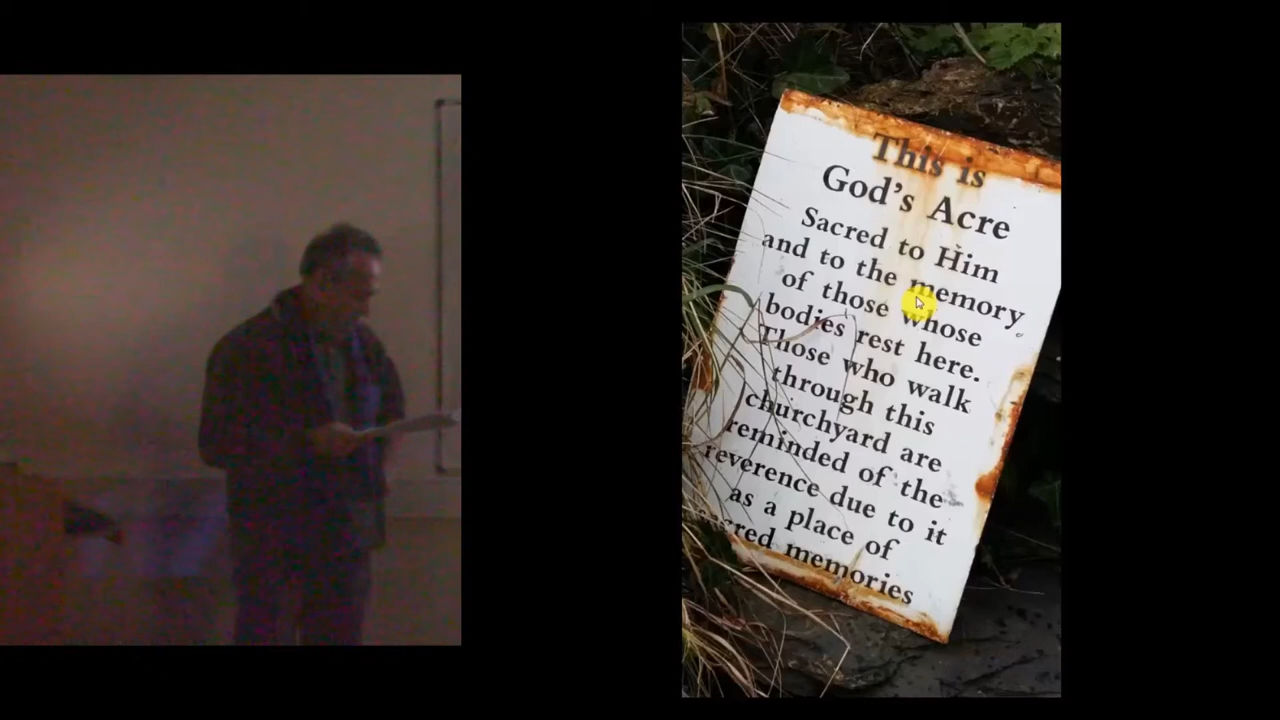 This is
God's Acre
Sacred to Him
and to the memory
of those whose
bodies rest here.
Those who walk
through this
churchyard are
reminded of the
reverence due to it
as a place of
sacred memories